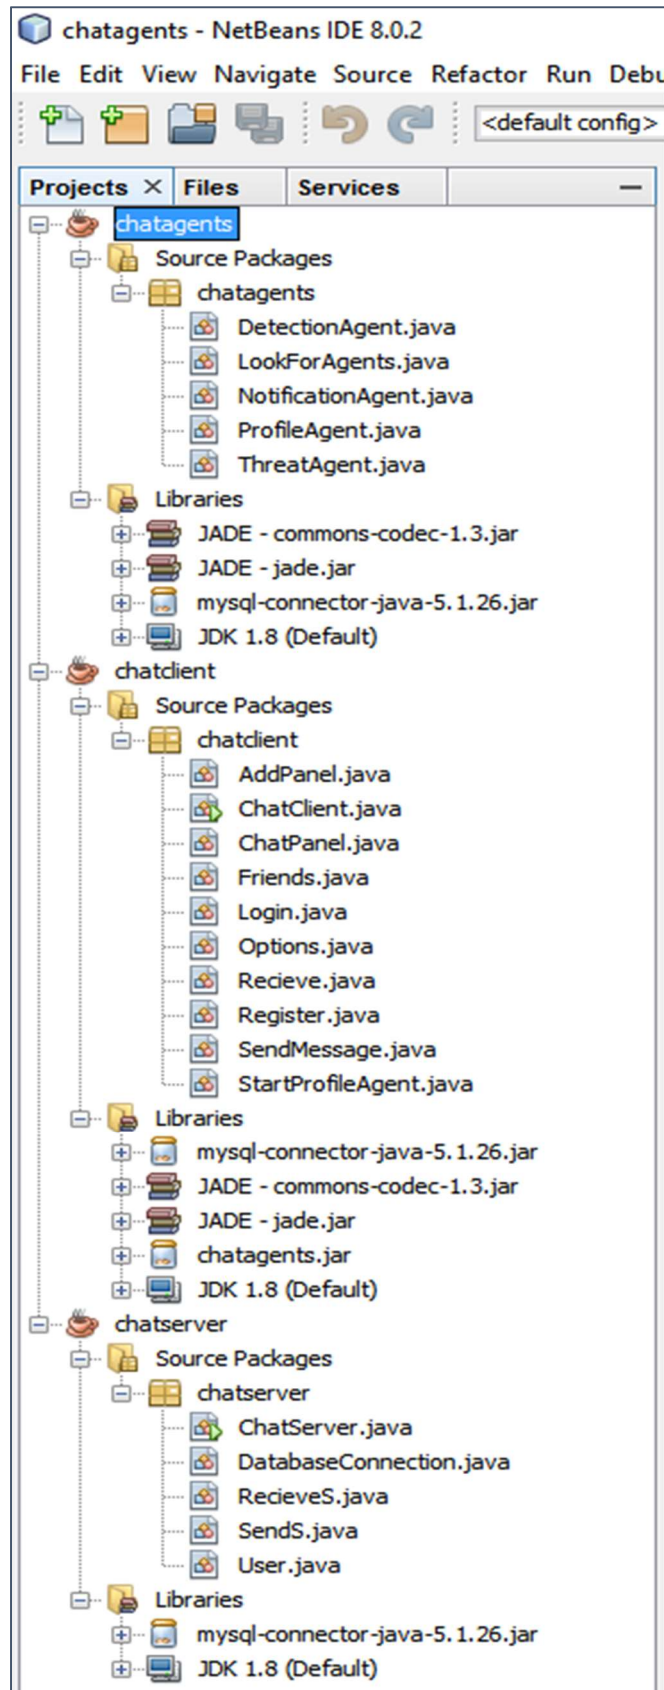 chatagents - NetBeans IDE 8.0.2
File Edit View Navigate Source Refactor Run Debu
<default config>
Projects Files Services
chatagents
Source Packages
chatagents
DetectionAgent.java
LookForAgents.java
NotificationAgent.java
ProfileAgent.java
ThreatAgent.java
Libraries
JADE - commons-codec-1.3.jar
JADE - jade.jar
mysql-connector-java-5.1.26.jar
JDK 1.8 (Default)
chatclient
Source Packages
chatclient
AddPanel.java
ChatClient.java
ChatPanel.java
Friends.java
Login.java
Options.java
Recieve.java
Register.java
SendMessage.java
StartProfileAgent.java
Libraries
mysql-connector-java-5.1.26.jar
JADE - commons-codec-1.3.jar
JADE - jade.jar
chatagents.jar
JDK 1.8 (Default)
chatserver
Source Packages
chatserver
ChatServer.java
DatabaseConnection.java
RecieveS.java
SendS.java
User.java
Libraries
mysql-connector-java-5.1.26.jar
JDK 1.8 (Default)